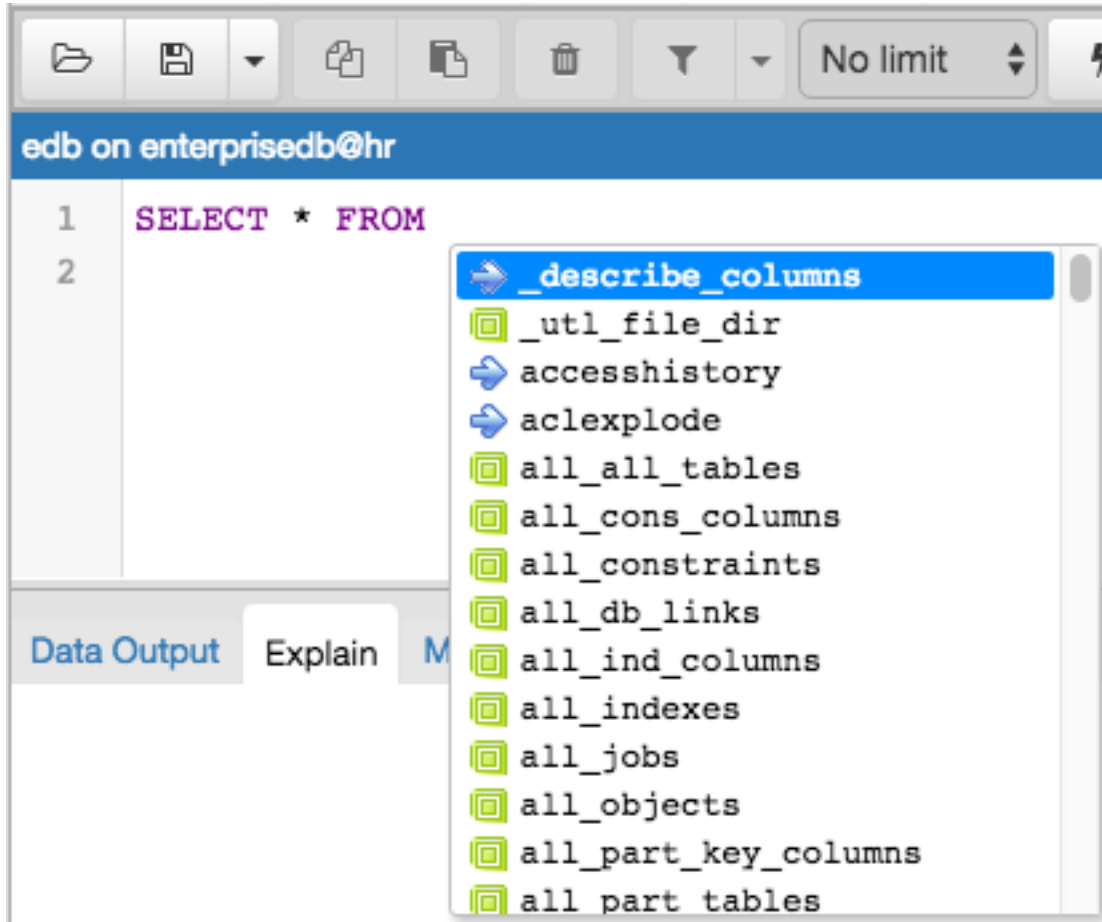 No limit
edb on enterprisedb@hr
1 SELECT * FROM
2
_describe_columns
_utl_file_dir
accesshistory
aclexplode
all_all_tables
all_cons_columns
all_constraints
all_db_links
all_ind_columns
all_indexes
all_jobs
all_objects
all_part_key_columns
all_part_tables
Data Output Explain M